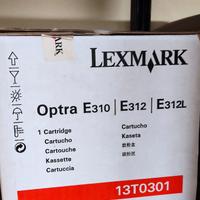 LEXMARK
Optra E310 | E312 | E312L
1 Cartridge
Cartucho
Cartouche
Kassette
Cartuccia
Cartucho
Kaseta
13T0301